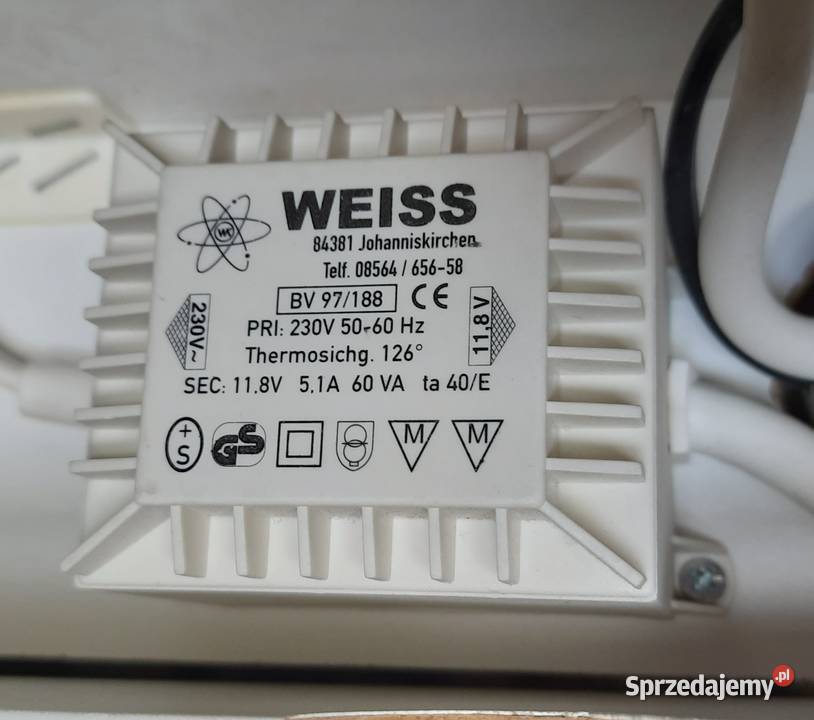 WEISS
84381 Johanniskirchen
Telf. 08564 / 656-58
BV 97/188 CE
PRI: 230V 50-60 Hz
Thermosichg. 126°
SEC: 11.8V 5,1A 60 VA ta 40/E
230V~
11,8 V
+ S GS M M
Sprzedajemy.pl